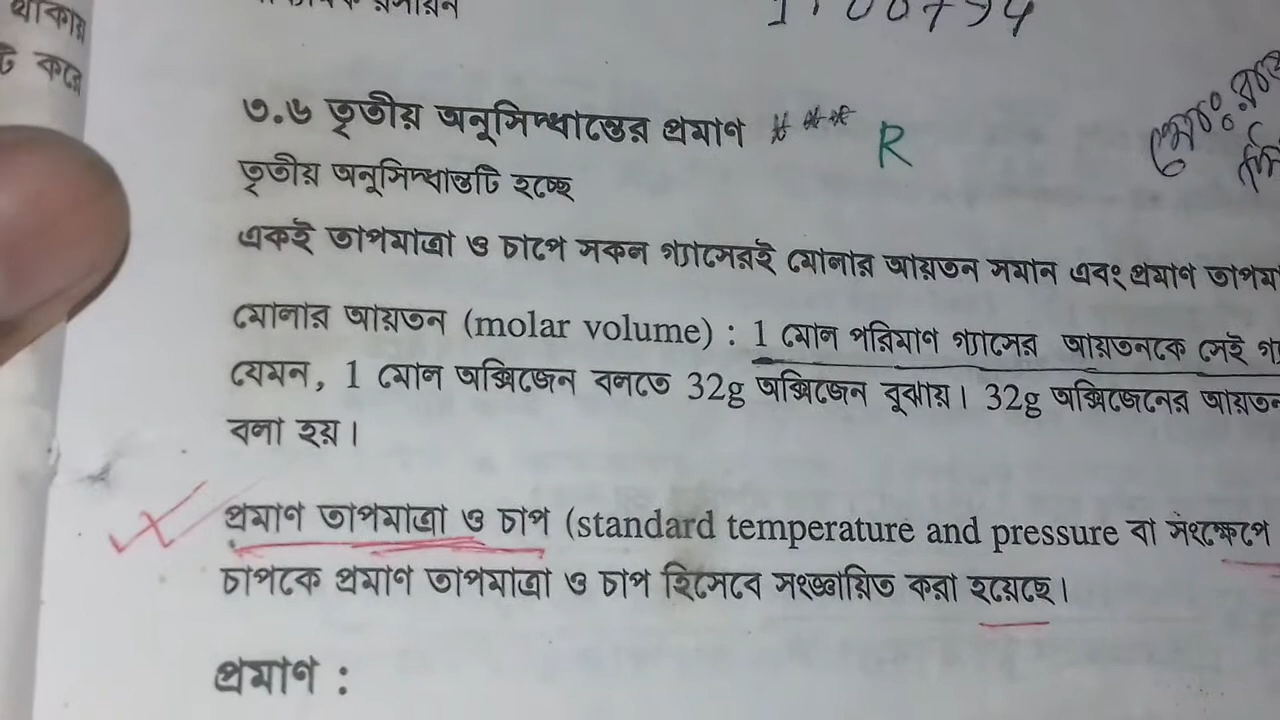 থাকায়
টি করে
৩.৬ তৃতীয় অনুসিদ্ধান্তের প্রমাণ *** R
তৃতীয় অনুসিদ্ধান্তটি হচ্ছে
একই তাপমাত্রা ও চাপে সকল গ্যাসেরই মোলার আয়তন সমান এবং প্রমাণ
মোলার আয়তন (molar volume) : 1 মোল পরিমাণ গ্যাসের আয়তনকে সেই
যেমন, 1 মোল অক্সিজেন বলতে 32g অক্সিজেন বুঝায়। 32g অক্সিজেনের আয়তন
বলা হয়।
প্রমাণ তাপমাত্রা ও চাপ (standard temperature and pressure বা সংক্ষেপে
চাপকে প্রমাণ তাপমাত্রা ও চাপ হিসেবে সংজ্ঞায়িত করা হয়েছে।
প্রমাণ :